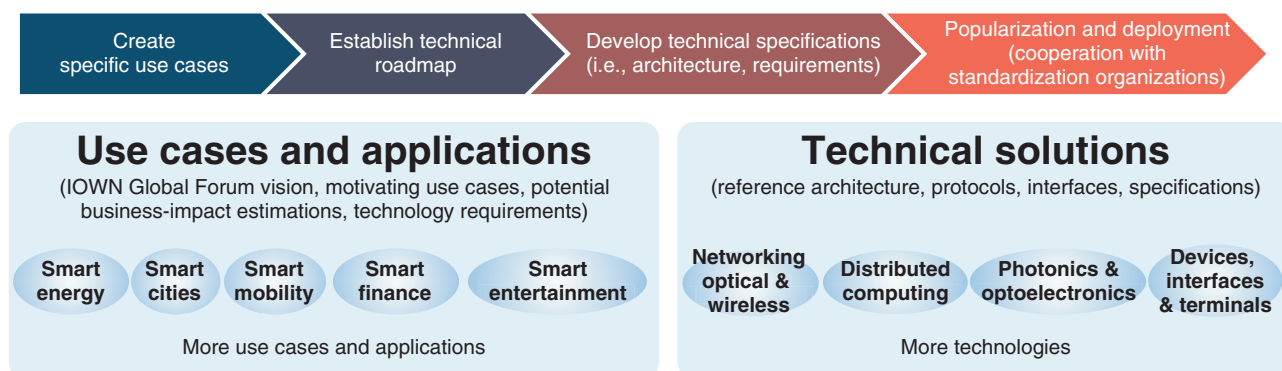 Create
specific use cases
Establish technical
roadmap
Develop technical specifications
(i.e., architecture, requirements)
Popularization and deployment
(cooperation with
standardization organizations)
Use cases and applications
(IOWN Global Forum vision, motivating use cases, potential
business-impact estimations, technology requirements)
Smart
energy
Smart
cities
Smart
mobility
Smart
finance
Smart
entertainment
More use cases and applications
Technical solutions
(reference architecture, protocols, interfaces, specifications)
Networking
optical &
wireless
Distributed
computing
Photonics &
optoelectronics
Devices,
interfaces
& terminals
More technologies